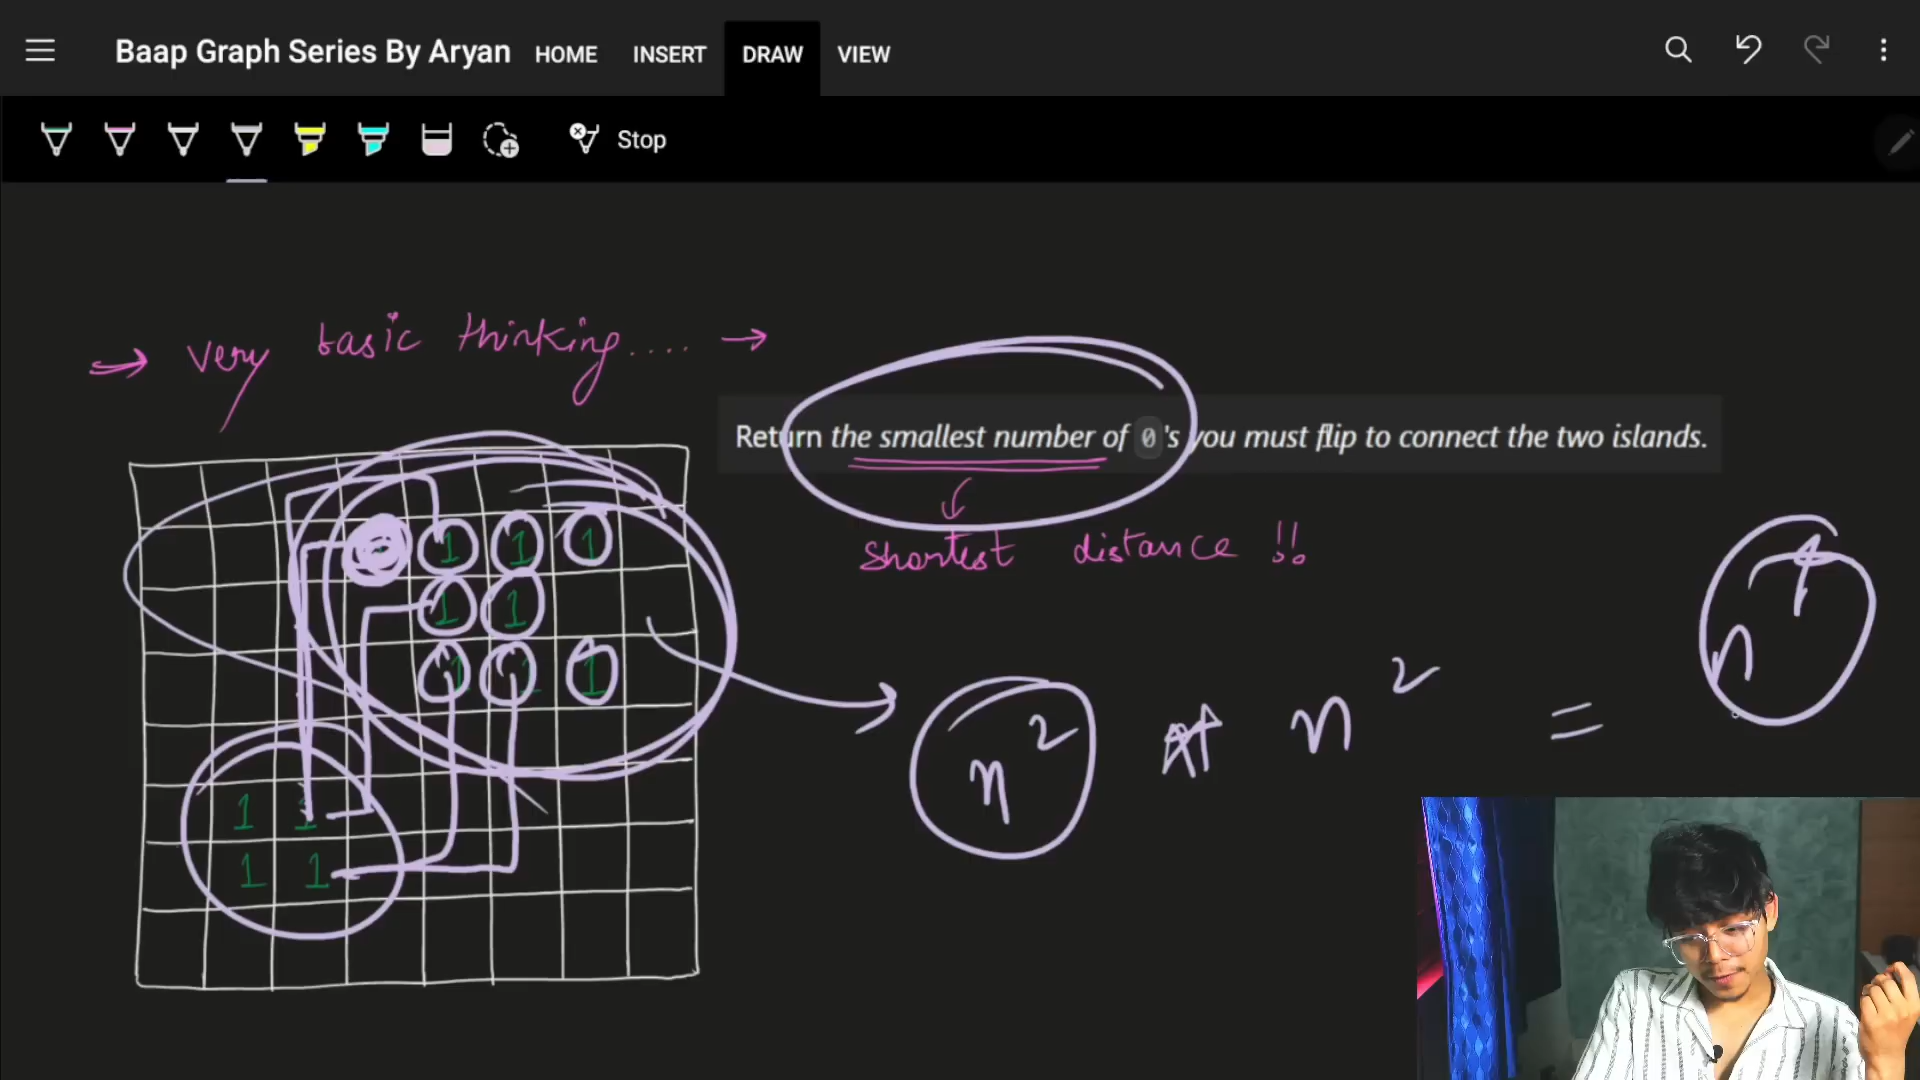 Baap Graph Series By Aryan HOME INSERT DRAW VIEW
Stop
⇒ very basic thinking.... →
Return the smallest number of 0's you must flip to connect the two islands.
↓
shortest distance !!
1 1 1
1 1
1 1 1
1 1
1 1
n² * n² = n⁴